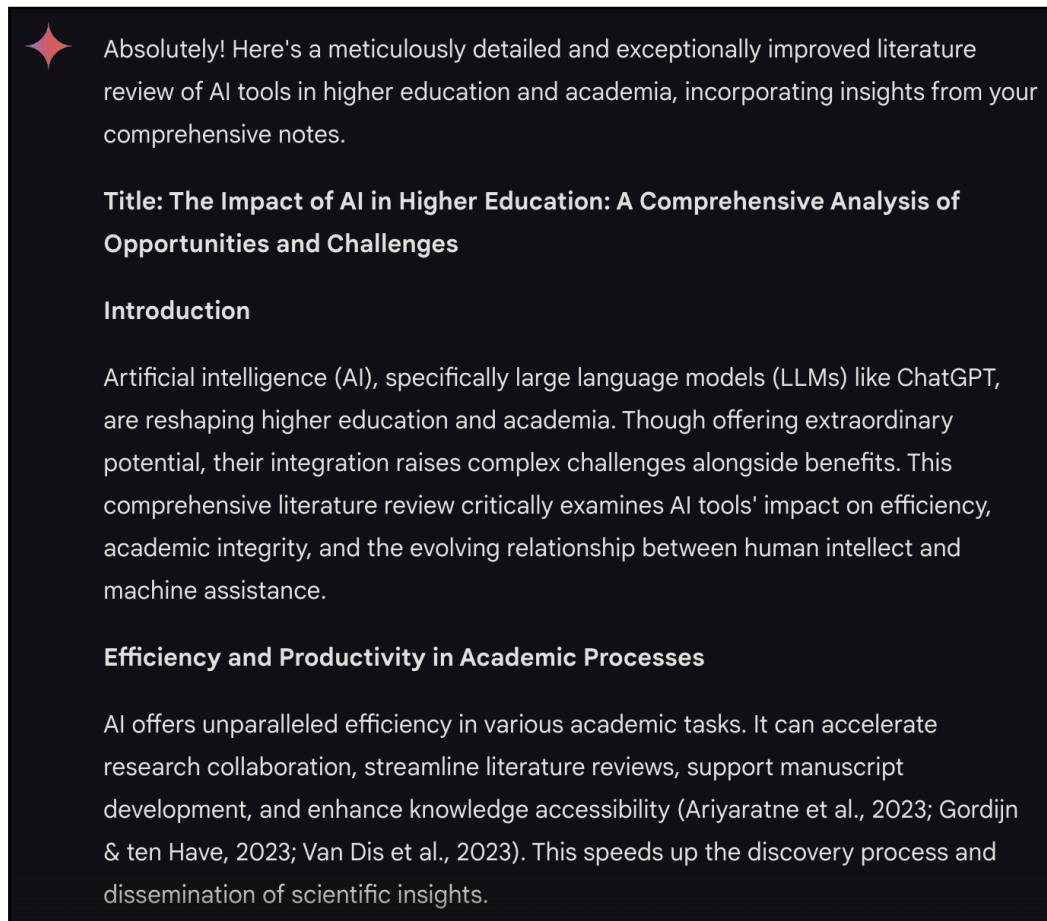 Absolutely! Here's a meticulously detailed and exceptionally improved literature
review of AI tools in higher education and academia, incorporating insights from your
comprehensive notes.
Title: The Impact of AI in Higher Education: A Comprehensive Analysis of
Opportunities and Challenges
Introduction
Artificial intelligence (AI), specifically large language models (LLMs) like ChatGPT,
are reshaping higher education and academia. Though offering extraordinary
potential, their integration raises complex challenges alongside benefits. This
comprehensive literature review critically examines AI tools' impact on efficiency,
academic integrity, and the evolving relationship between human intellect and
machine assistance.
Efficiency and Productivity in Academic Processes
AI offers unparalleled efficiency in various academic tasks. It can accelerate
research collaboration, streamline literature reviews, support manuscript
development, and enhance knowledge accessibility (Ariyaratne et al., 2023; Gordijn
& ten Have, 2023; Van Dis et al., 2023). This speeds up the discovery process and
dissemination of scientific insights.